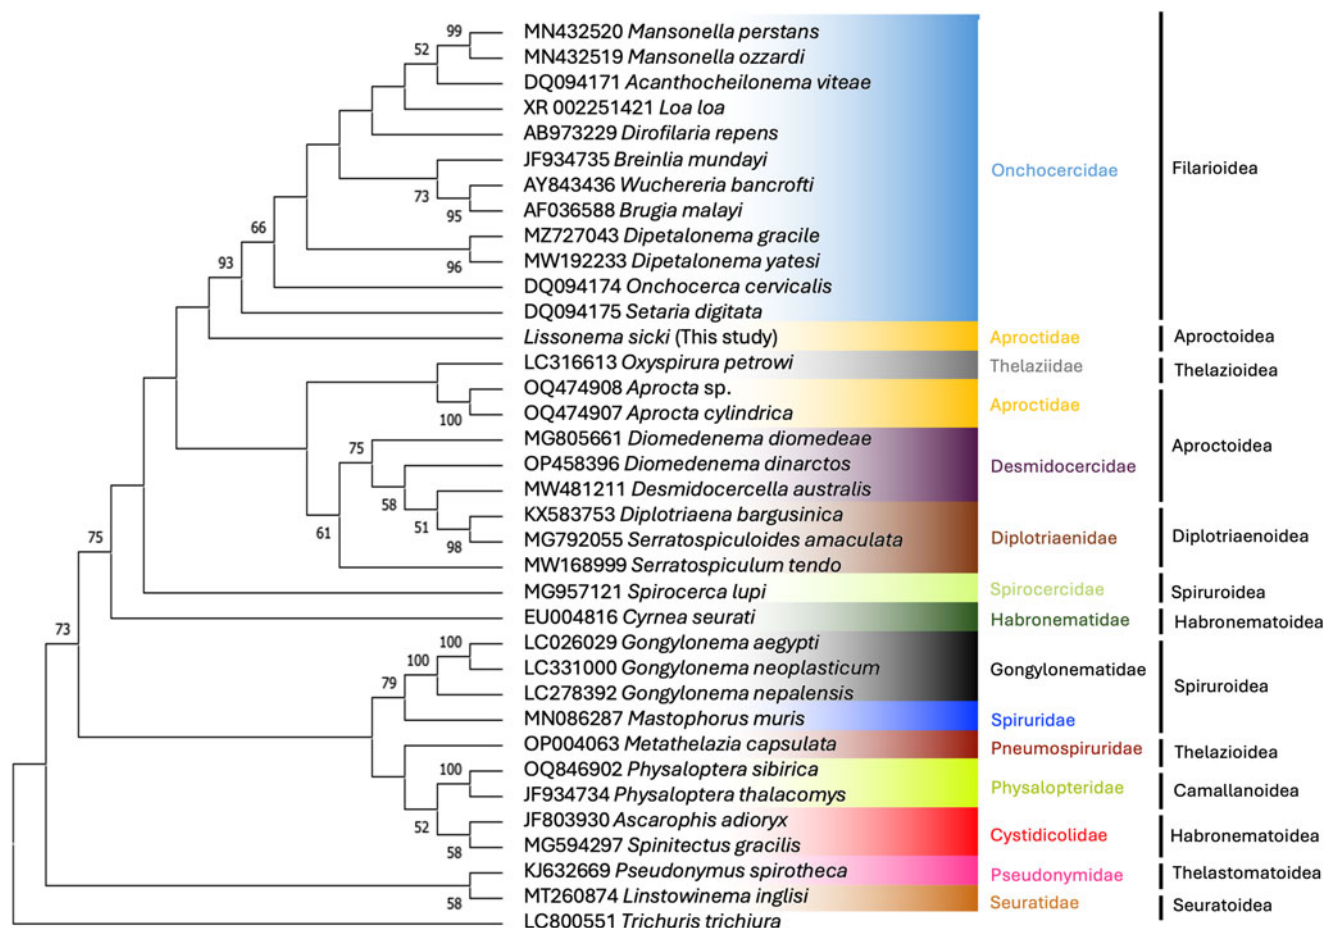 99 MN432520 Mansonella perstans
52 MN432519 Mansonella ozzardi
DQ094171 Acanthocheilonema viteae
XR 002251421 Loa loa
AB973229 Dirofilaria repens
JF934735 Breinlia mundayi
Onchocercidae Filarioidea
73 AY843436 Wuchereria bancrofti
95 AF036588 Brugia malayi
66 MZ727043 Dipetalonema gracile
93 96 MW192233 Dipetalonema yatesi
DQ094174 Onchocerca cervicalis
DQ094175 Setaria digitata
Lissonema sicki (This study) Aproctidae Aproctoidea
LC316613 Oxyspirura petrowi Thelaziidae Thelazioidea
OQ474908 Aprocta sp. Aproctidae
100 OQ474907 Aprocta cylindrica
75 MG805661 Diomedenema diomedeae Aproctoidea
OP458396 Diomedenema dinarctos Desmidocercidae
58 MW481211 Desmidocercella australis
61 51 KX583753 Diplotriaena bargusinica
98 MG792055 Serratospiculoides amaculata Diplotriaenidae Diplotriaenoidea
75 MW168999 Serratospiculum tendo
MG957121 Spirocerca lupi Spirocercidae Spiruroidea
EU004816 Cyrnea seurati Habronematidae Habronematoidea
73 100 LC026029 Gongylonema aegypti
100 LC331000 Gongylonema neoplasticum Gongylonematidae
79 LC278392 Gongylonema nepalensis Spiruroidea
MN086287 Mastophorus muris Spiruridae
OP004063 Metathelazia capsulata Pneumospiruridae Thelazioidea
100 OQ846902 Physaloptera sibirica
JF934734 Physaloptera thalacomys Physalopteridae Camallanoidea
52 JF803930 Ascarophis adioryx
58 MG594297 Spinitectus gracilis Cystidicolidae Habronematoidea
KJ632669 Pseudonymus spirotheca Pseudonymidae Thelastomatoidea
58 MT260874 Linstowinema inglisi Seuratidae Seuratoidea
LC800551 Trichuris trichiura